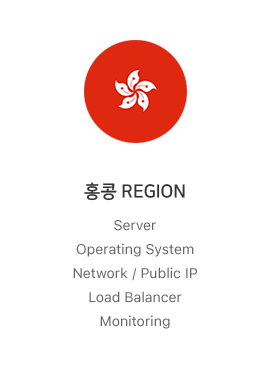 홍콩 REGION
Server
Operating System
Network / Public IP
Load Balancer
Monitoring